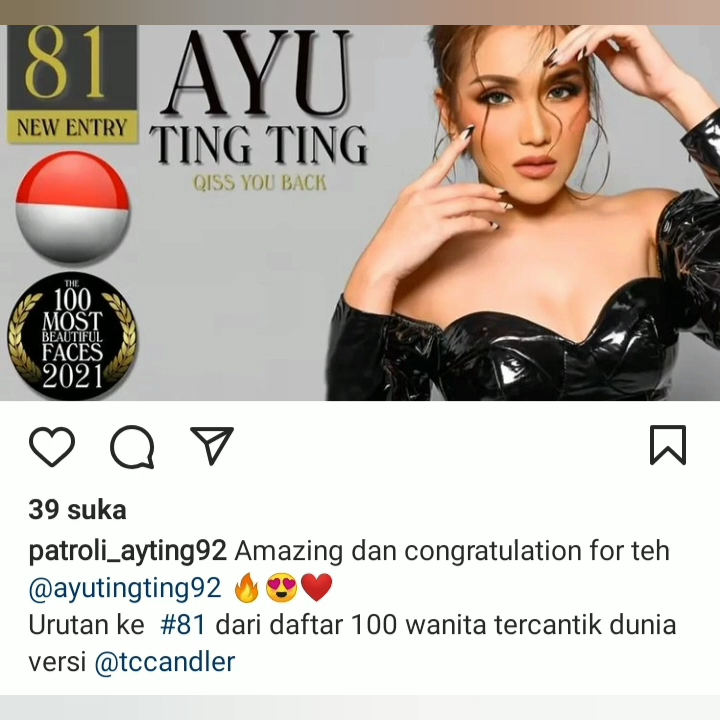 81
NEW ENTRY
AYU
TING TING
QISS YOU BACK
THE
100
MOST
BEAUTIFUL
FACES
2021
39 suka
patroli_ayting92 Amazing dan congratulation for teh
@ayutingting92 🔥😍❤️
Urutan ke #81 dari daftar 100 wanita tercantik dunia
versi @tccandler